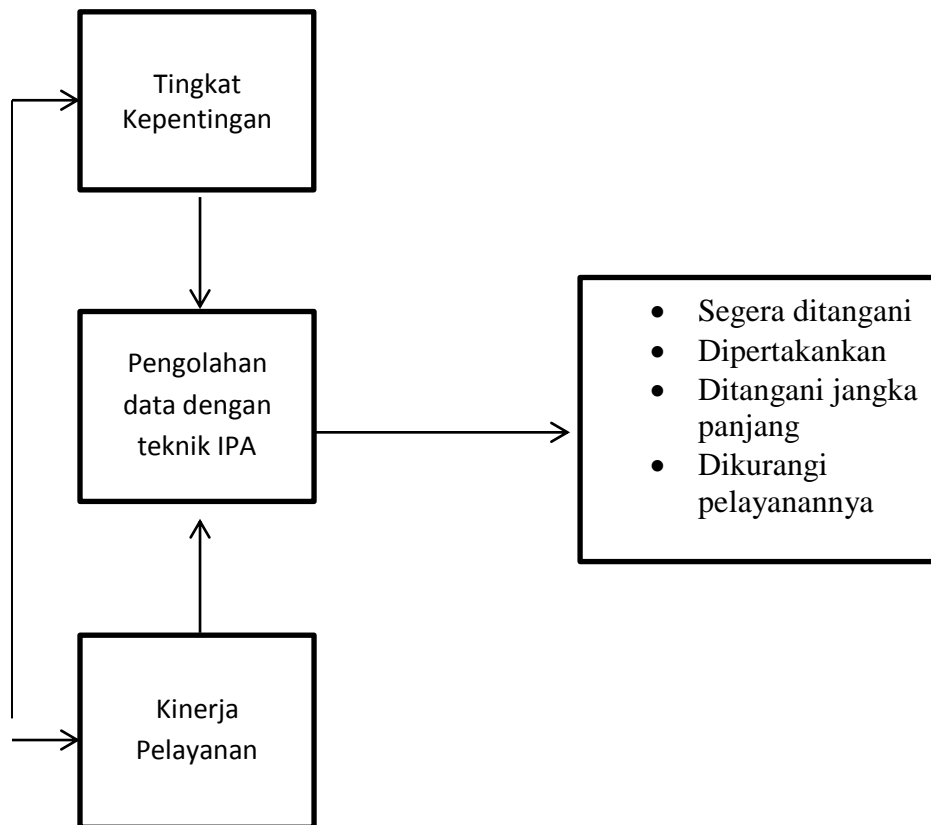 Tingkat
Kepentingan
Pengolahan
data dengan
teknik IPA
• Segera ditangani
• Dipertakankan
• Ditangani jangka
panjang
• Dikurangi
pelayanannya
Kinerja
Pelayanan